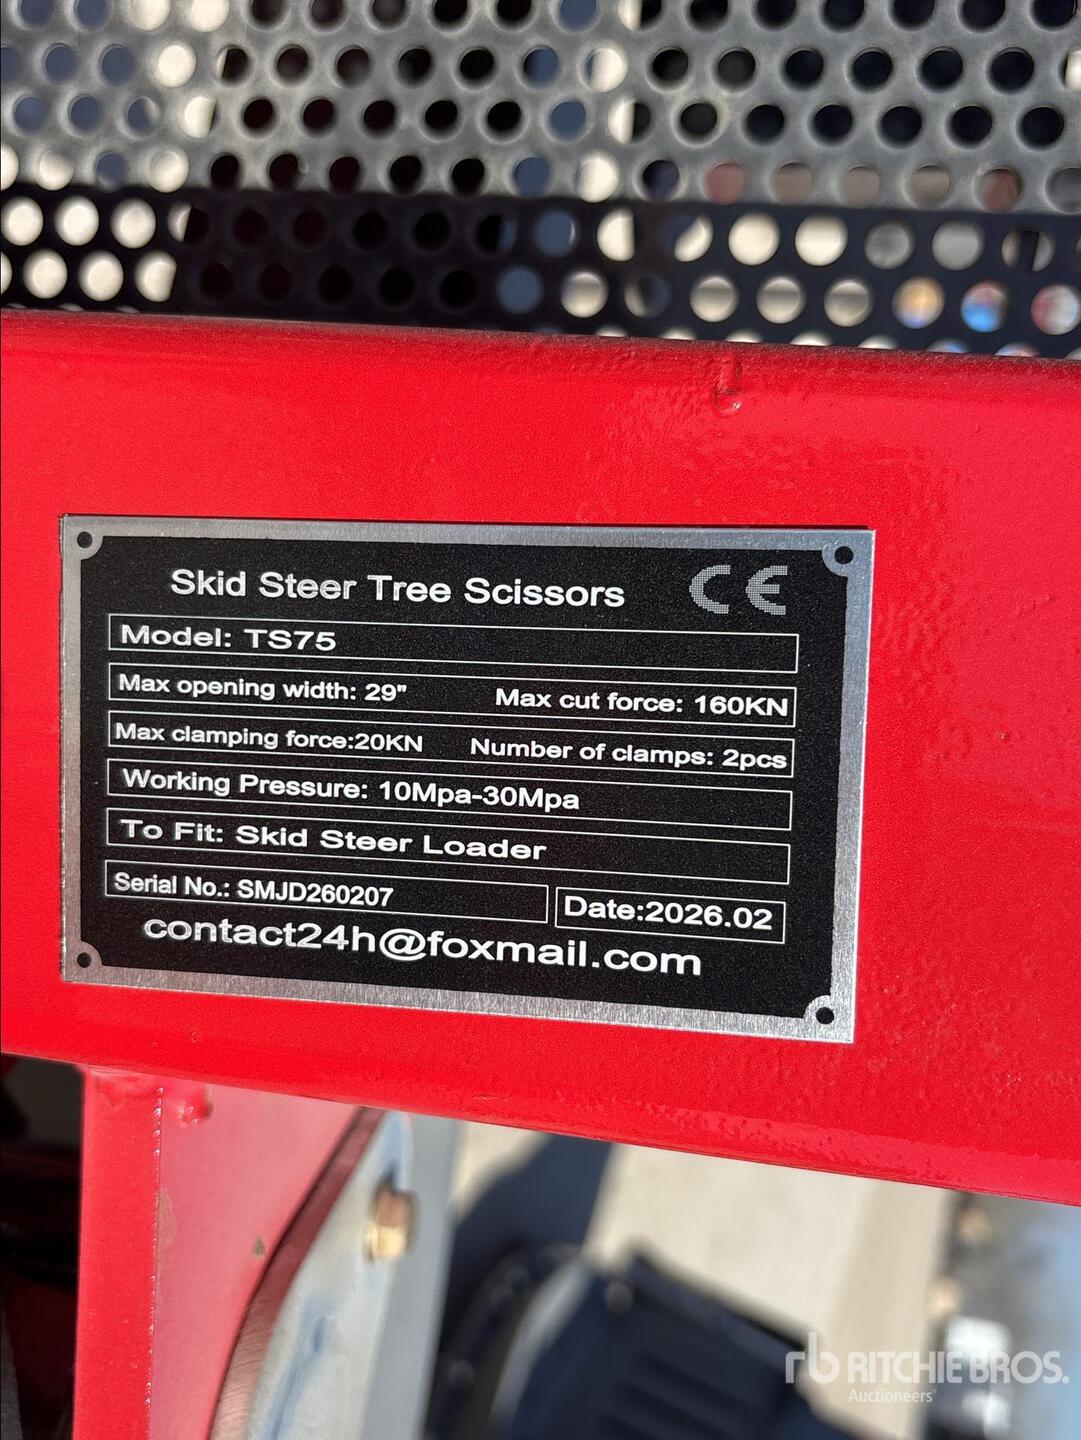 Skid Steer Tree Scissors CE
Model: TS75
Max opening width: 29" Max cut force: 160KN
Max clamping force:20KN Number of clamps: 2pcs
Working Pressure: 10Mpa-30Mpa
To Fit: Skid Steer Loader
Serial No.: SMJD260207 Date:2026.02
contact24h@foxmail.com
rb RITCHIE BROS.
Auctioneers